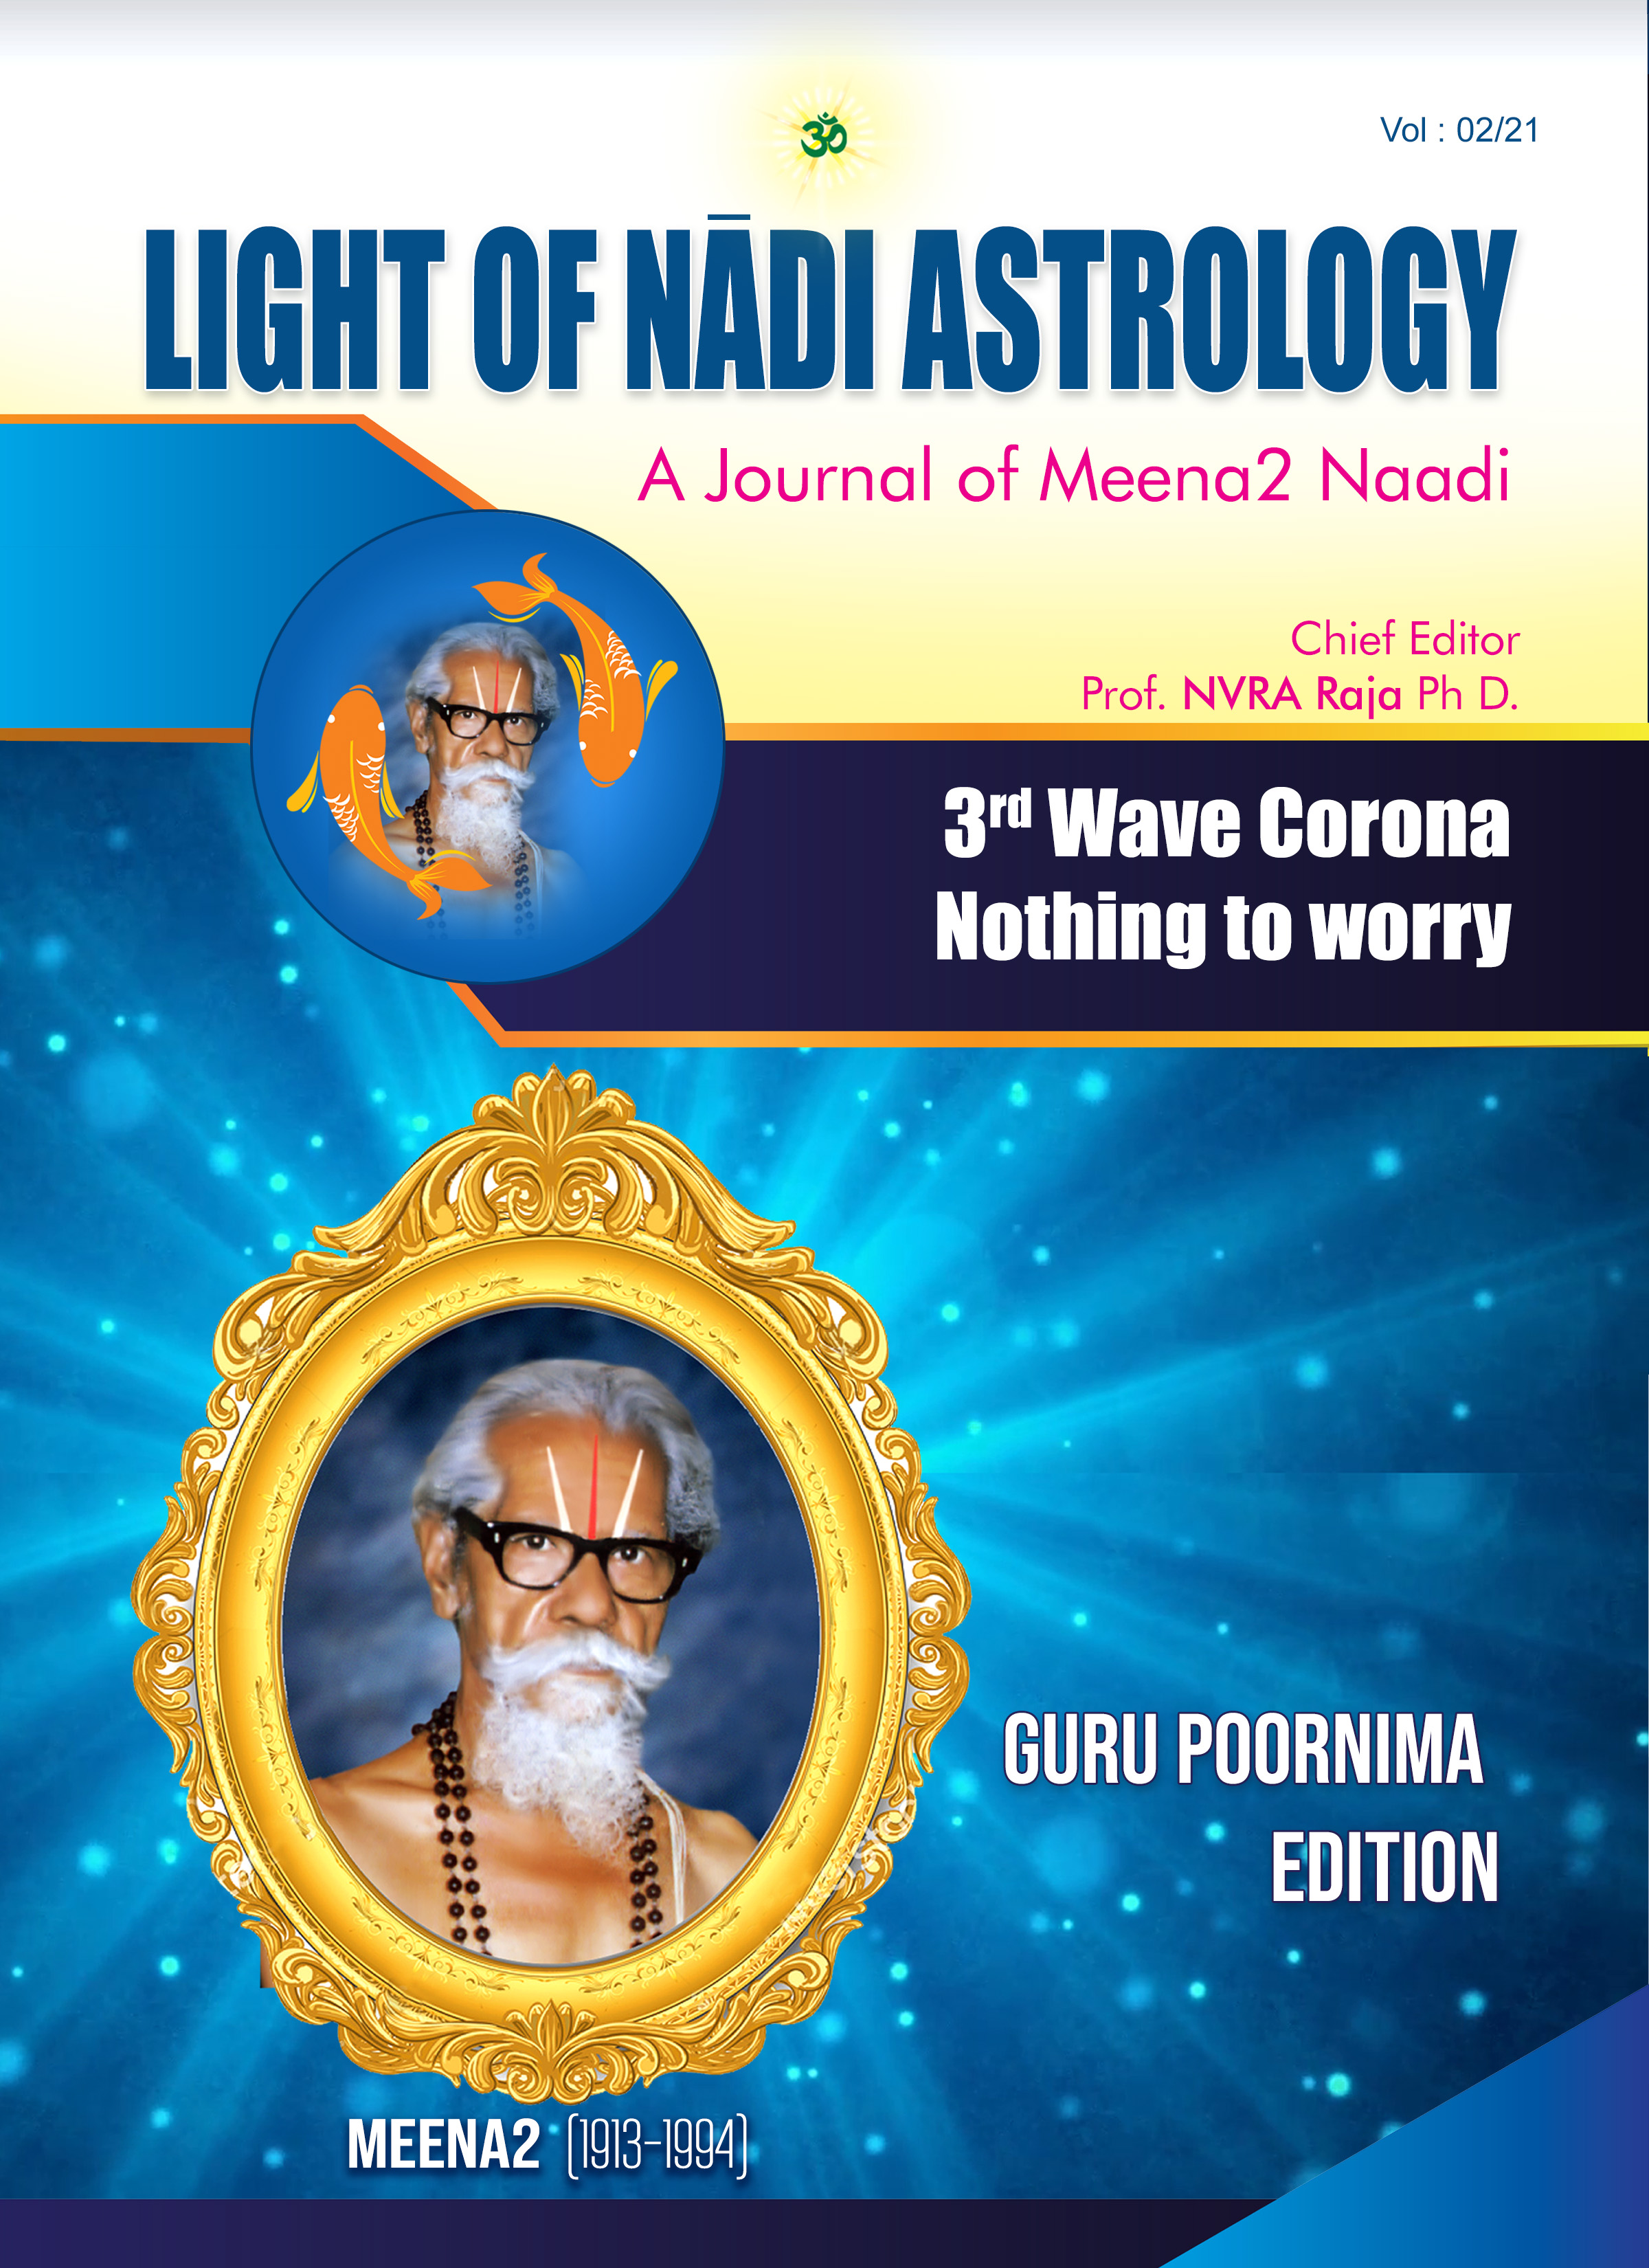 ॐ
Vol : 02/21
LIGHT OF NĀDI ASTROLOGY
A Journal of Meena2 Naadi
Chief Editor
Prof. NVRA Raja Ph D.
3rd Wave Corona
Nothing to worry
GURU POORNIMA
EDITION
MEENA2 (1913-1994)